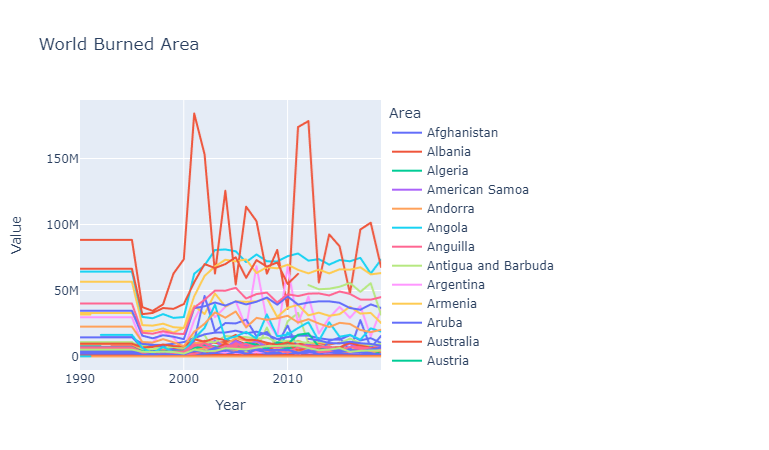 World Burned Area
Area
Afghanistan
Albania
Algeria
American Samoa
Andorra
Angola
Anguilla
Antigua and Barbuda
Argentina
Armenia
Aruba
Australia
Austria
150M
100M
50M
0
1990
2000
2010
Value
Year